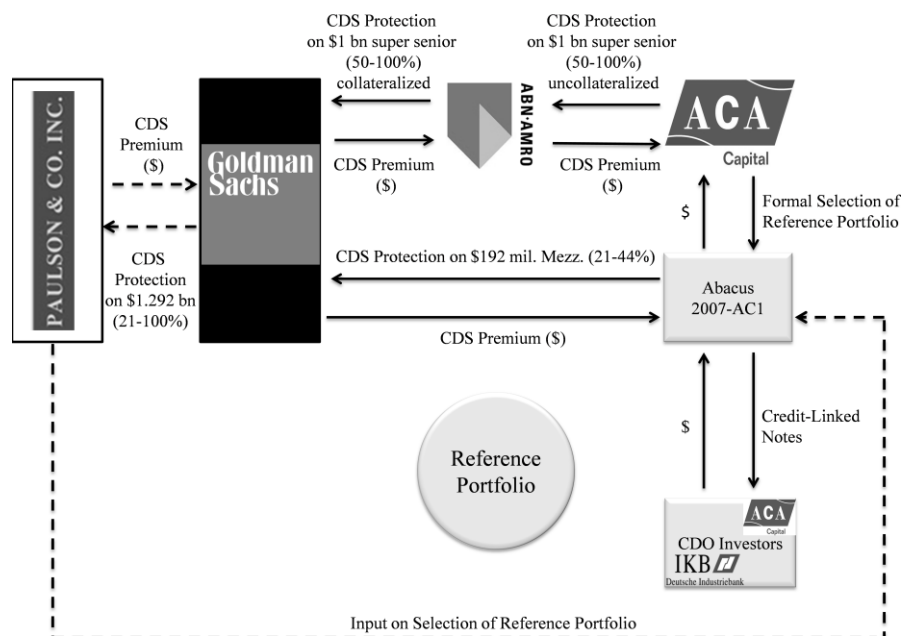 CDS Protection
on $1 bn super senior
(50-100%)
collateralized
CDS Protection
on $1 bn super senior
(50-100%)
uncollateralized
PAULSON & CO. INC.
CDS
Premium
($)
Goldman
Sachs
ABN·AMRO
ACA
Capital
CDS Premium
($)
CDS Premium
($)
$
Formal Selection of
Reference Portfolio
CDS
Protection
on $1.292 bn
(21-100%)
CDS Protection on $192 mil. Mezz. (21-44%)
Abacus
2007-AC1
CDS Premium ($)
Reference
Portfolio
$
Credit-Linked
Notes
ACA
Capital
CDO Investors
IKB
Deutsche Industriebank
Input on Selection of Reference Portfolio